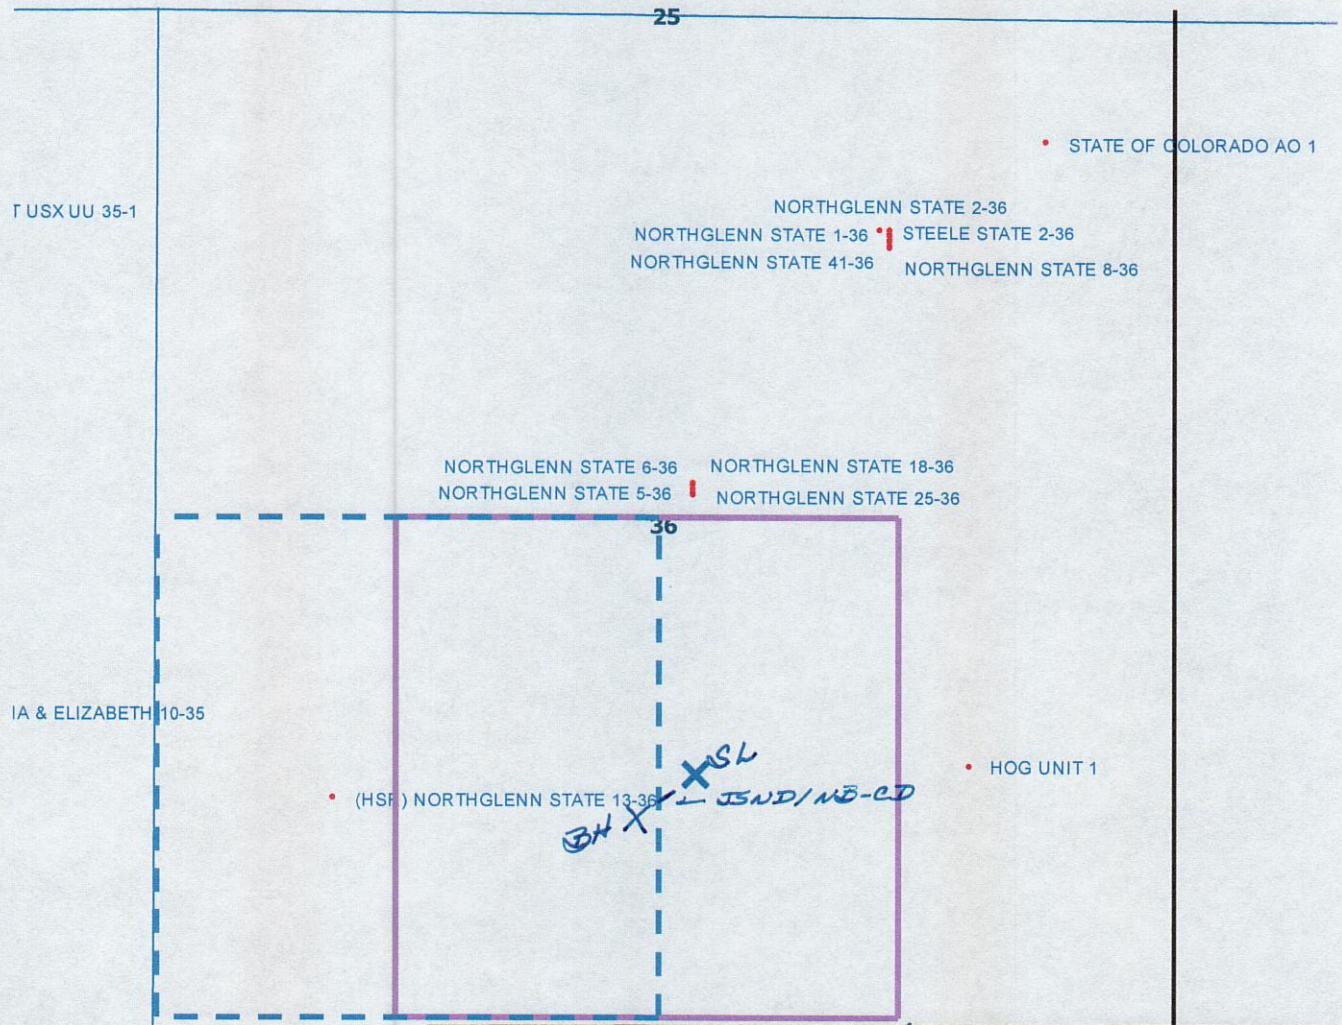 25
STATE OF COLORADO AO 1
T USX UU 35-1
NORTHGLENN STATE 2-36
NORTHGLENN STATE 1-36 STEELE STATE 2-36
NORTHGLENN STATE 41-36 NORTHGLENN STATE 8-36
NORTHGLENN STATE 6-36 NORTHGLENN STATE 18-36
NORTHGLENN STATE 5-36 NORTHGLENN STATE 25-36
36
IA & ELIZABETH 10-35
SL
HOG UNIT 1
(HSR) NORTHGLENN STATE 13-36
JSND/NB-CD
BH